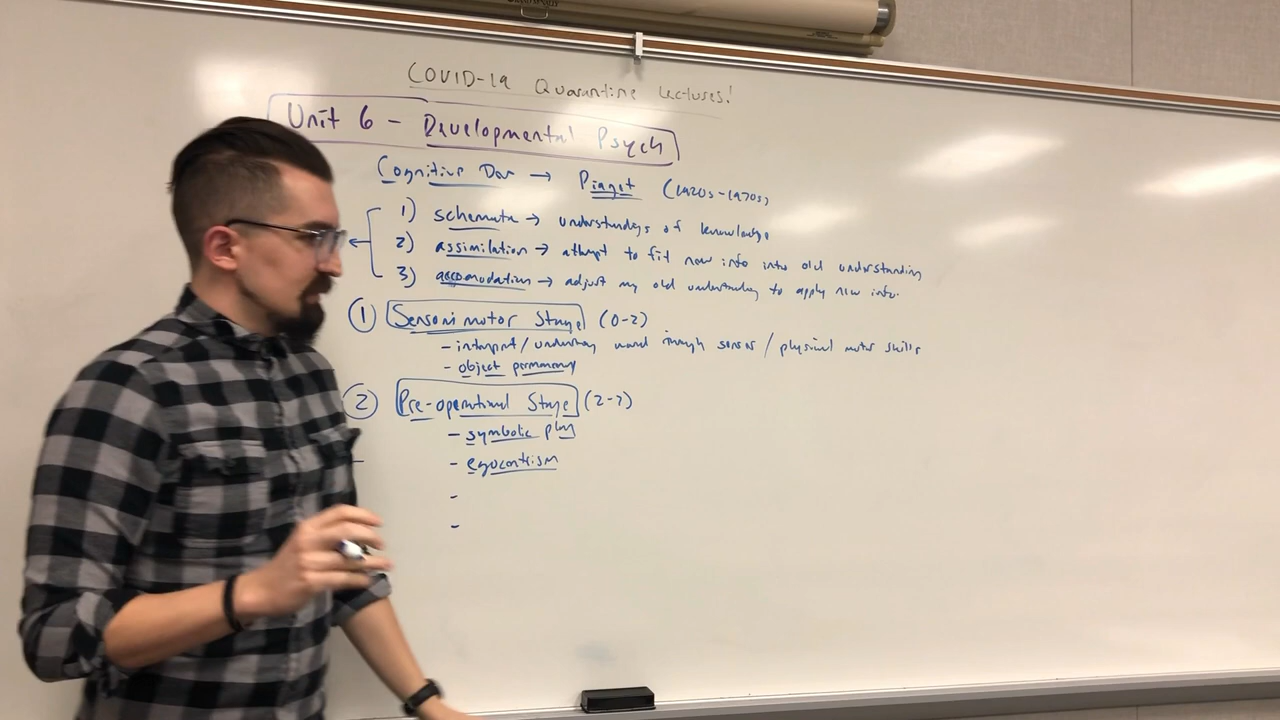 COVID-19 Quarantine Lectures!
Unit 6 - Developmental Psych
Cognitive Dev → Piaget (1920s-1970s)
1) schemata → understandings of knowledge
2) assimilation → attempt to fit new info into old understanding
3) accomodation → adjust my old understanding to apply new info.
① Sensorimotor Stage (0-2)
- interpret/understand world through senses / physical motor skills
- object permanency
② Pre-operational Stage (2-7)
- symbolic play
- egocentrism
-
-